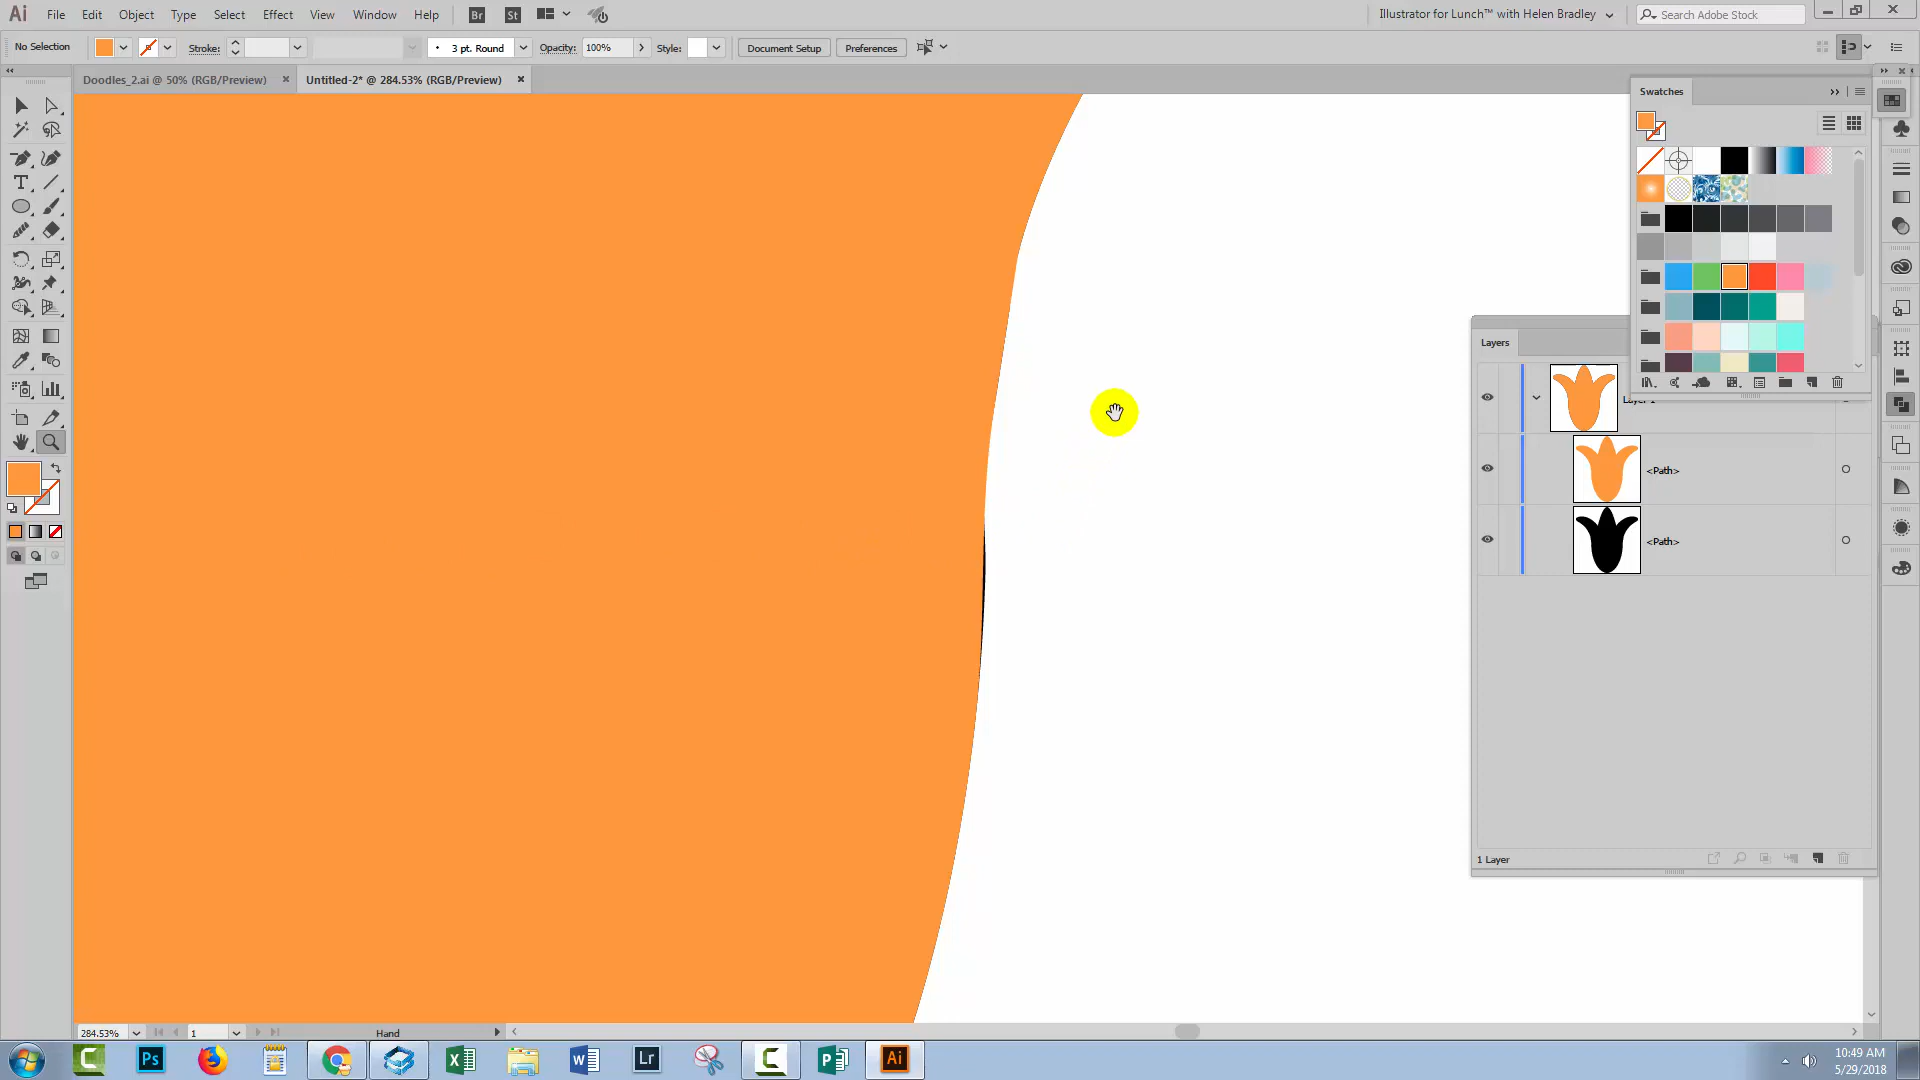 Ai File Edit Object Type Select Effect View Window Help Br St Illustrator for Lunch™ with Helen Bradley Search Adobe Stock
No Selection Stroke: 3 pt. Round Opacity: 100% Style: Document Setup Preferences
Doodles_2.ai @ 50% (RGB/Preview) × Untitled-2* @ 284.53% (RGB/Preview) ×
Swatches
Layers
<Path>
<Path>
1 Layer
284.53% 1 Hand
C Ps Lr C Ai
10:49 AM
5/29/2018